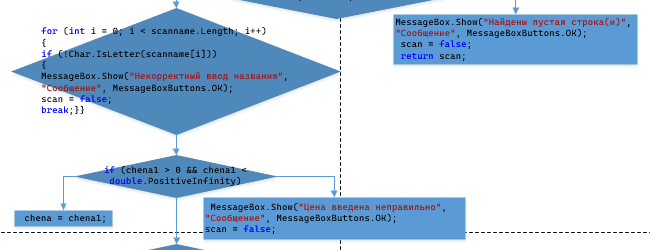 MessageBox.Show("Найдены пустая строка(и)",
"Сообщение", MessageBoxButtons.OK);
scan = false;
return scan;
for (int i = 0; i < scanname.Length; i++)
{
if (!Char.IsLetter(scanname[i]))
{
MessageBox.Show("Некорректный ввод названия",
"Сообщение", MessageBoxButtons.OK);
scan = false;
break;}}
if (chena1 > 0 && chena1 <
double.PositiveInfinity)
chena = chena1;
MessageBox.Show("Цена введена неправильно",
"Сообщение", MessageBoxButtons.OK);
scan = false;